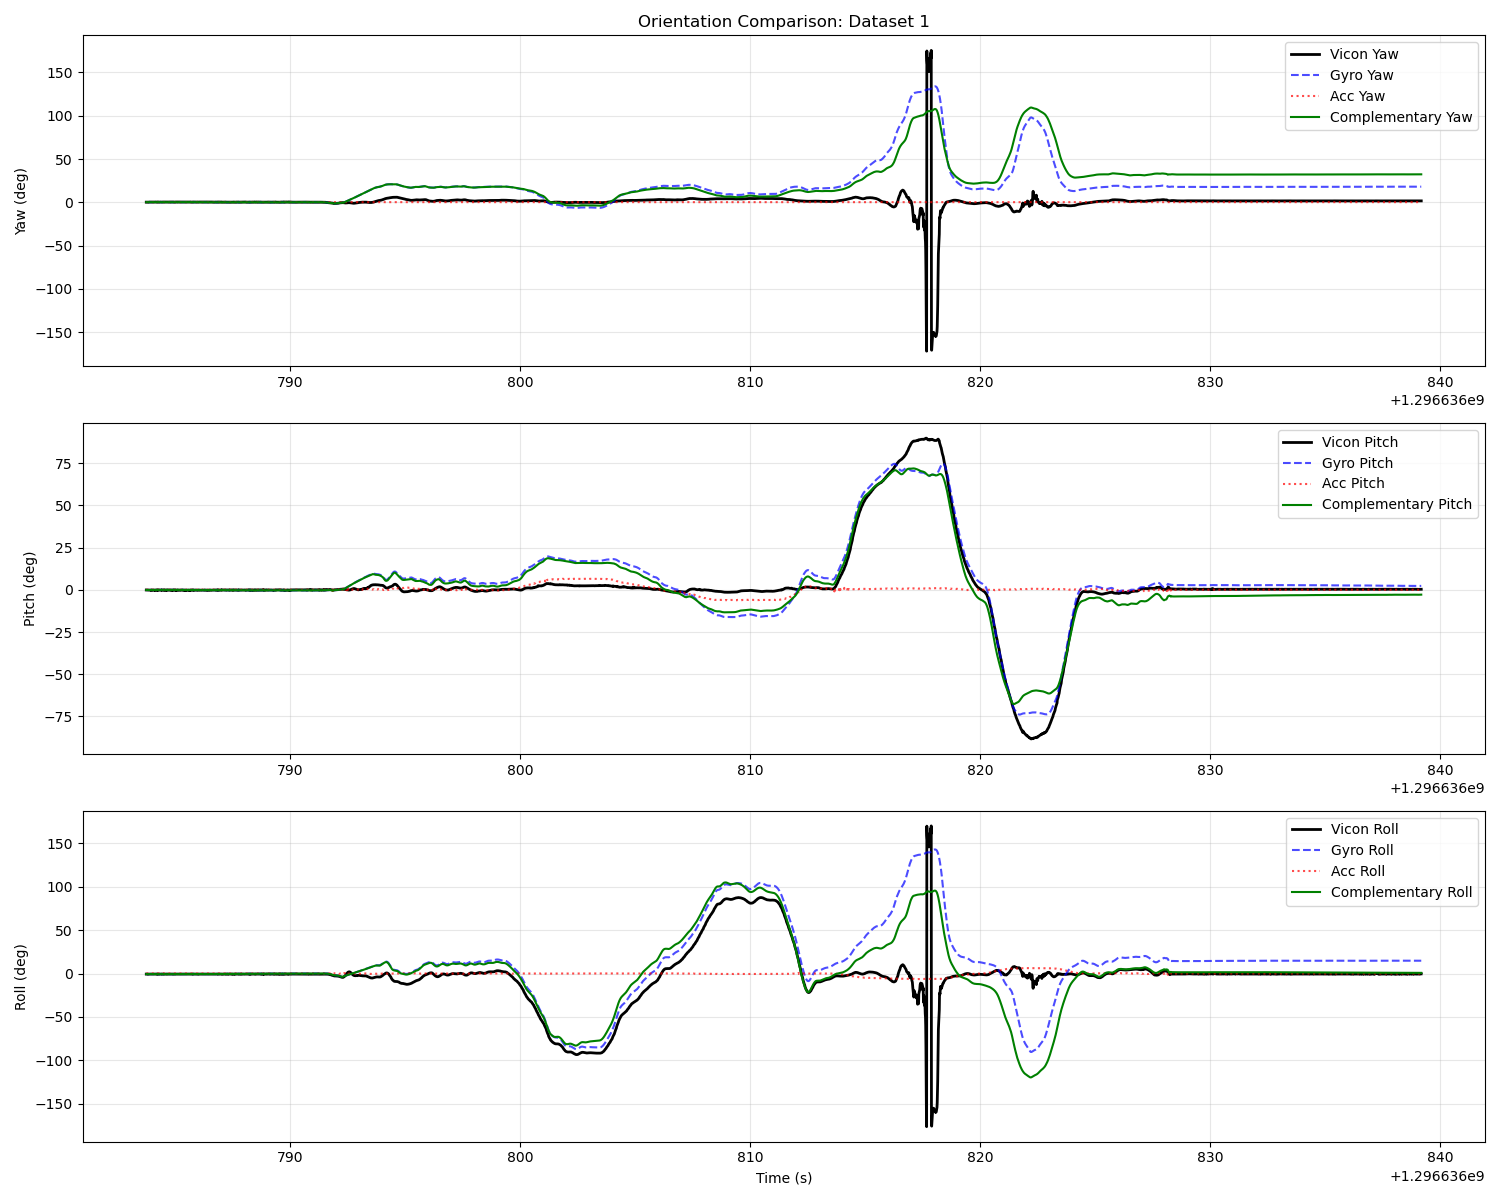 Orientation Comparison: Dataset 1
Yaw (deg)
150
100
50
0
−50
−100
−150
Vicon Yaw
Gyro Yaw
Acc Yaw
Complementary Yaw
790 800 810 820 830 840
+1.296636e9
Pitch (deg)
75
50
25
0
−25
−50
−75
Vicon Pitch
Gyro Pitch
Acc Pitch
Complementary Pitch
790 800 810 820 830 840
+1.296636e9
Roll (deg)
150
100
50
0
−50
−100
−150
Vicon Roll
Gyro Roll
Acc Roll
Complementary Roll
790 800 810 820 830 840
+1.296636e9
Time (s)